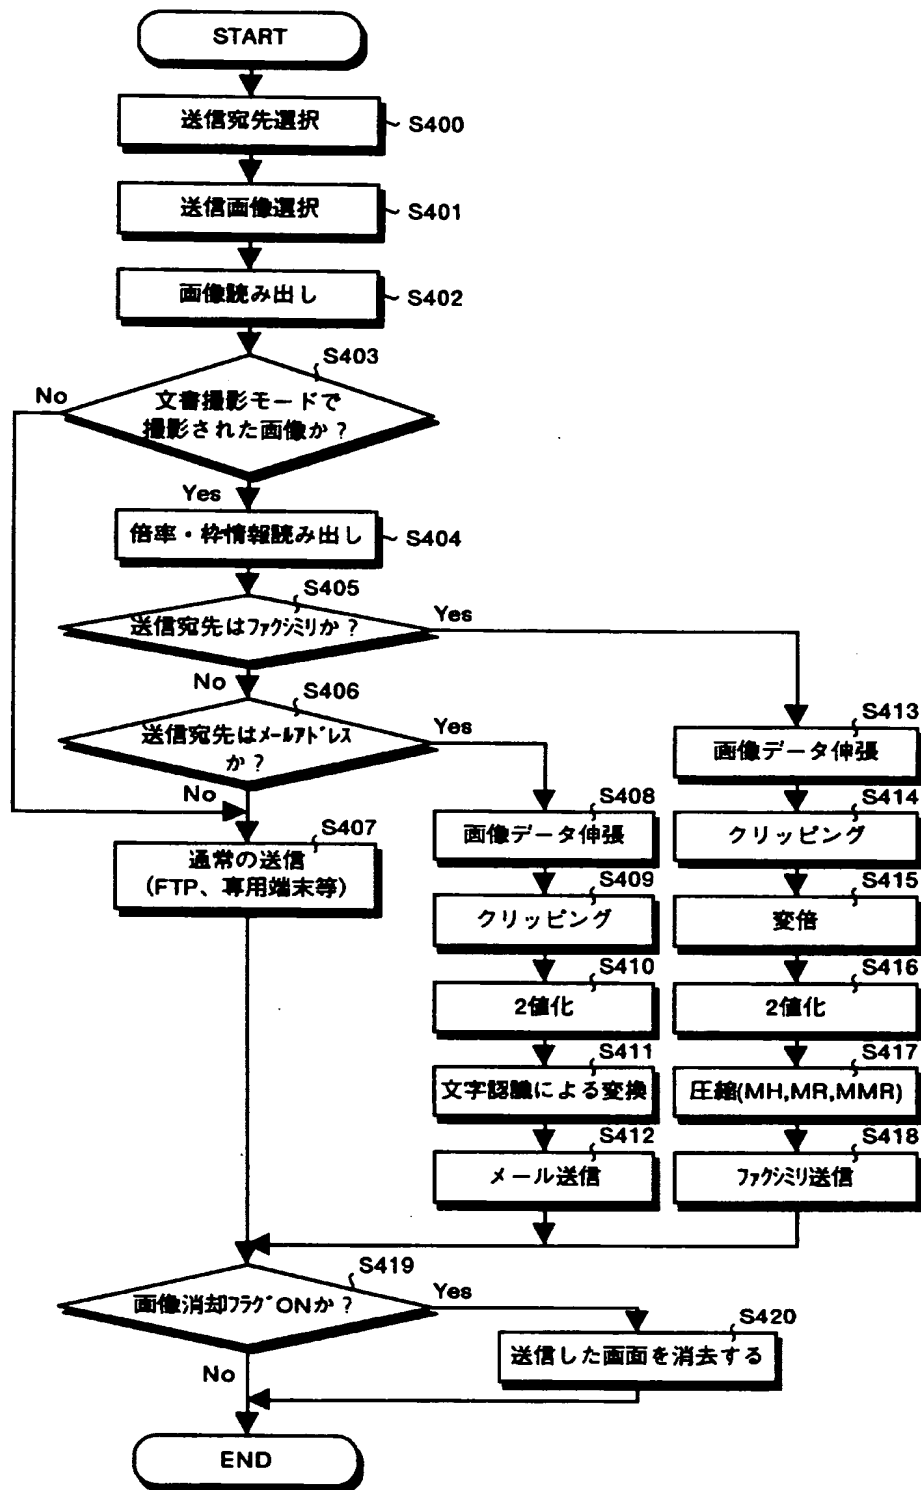 START
送信宛先選択
S400
送信画像選択
S401
画像読み出し
S402
S403
No
文書撮影モードで
撮影された画像か？
Yes
倍率・枠情報読み出し
S404
S405
送信宛先はファクシミリか？
Yes
No
S406
送信宛先はメールアドレス
か？
Yes
No
S407
通常の送信
(FTP、専用端末等)
S408
画像データ伸張
S409
クリッピング
S410
2値化
S411
文字認識による変換
S412
メール送信
S413
画像データ伸張
S414
クリッピング
S415
変倍
S416
2値化
S417
圧縮(MH,MR,MMR)
S418
ファクシミリ送信
S419
画像消却フラグONか？
Yes
No
S420
送信した画面を消去する
END